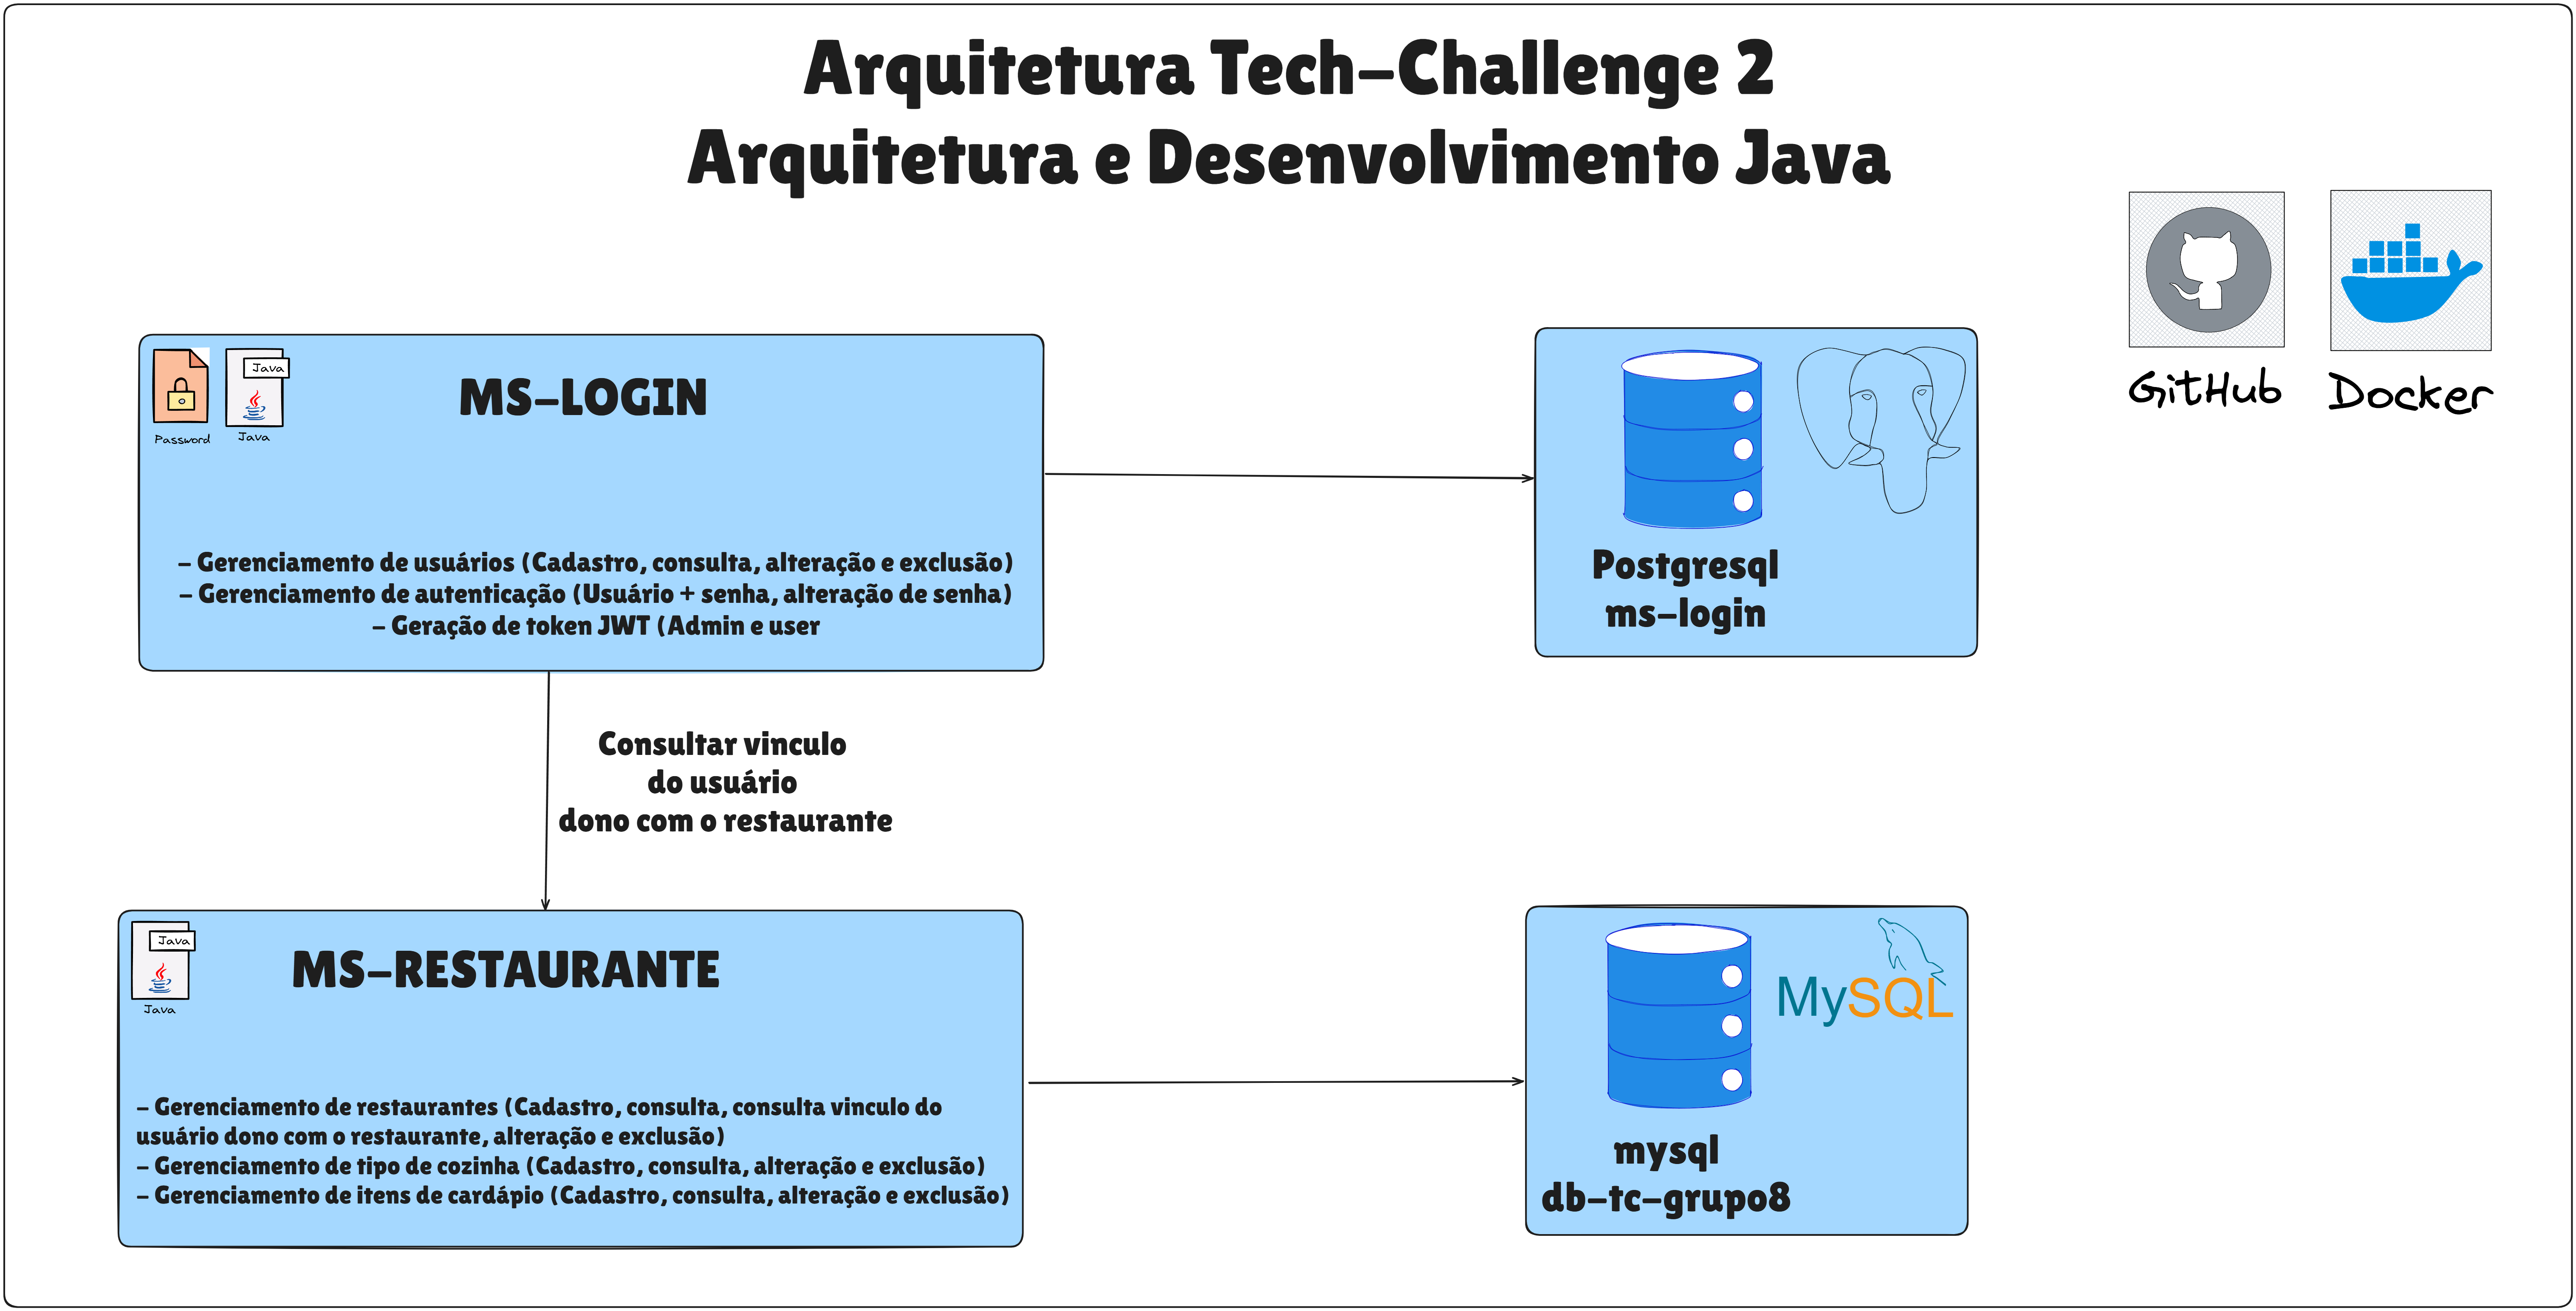 Arquitetura Tech-Challenge 2
Arquitetura e Desenvolvimento Java
GitHub
Docker
Java
Password
Java
MS-LOGIN
- Gerenciamento de usuários (Cadastro, consulta, alteração e exclusão)
- Gerenciamento de autenticação (Usuário + senha, alteração de senha)
- Geração de token JWT (Admin e user
Postgresql
ms-login
Consultar vinculo
do usuário
dono com o restaurante
Java
Java
MS-RESTAURANTE
- Gerenciamento de restaurantes (Cadastro, consulta, consulta vinculo do
usuário dono com o restaurante, alteração e exclusão)
- Gerenciamento de tipo de cozinha (Cadastro, consulta, alteração e exclusão)
- Gerenciamento de itens de cardápio (Cadastro, consulta, alteração e exclusão)
MySQL
mysql
db-tc-grupo8